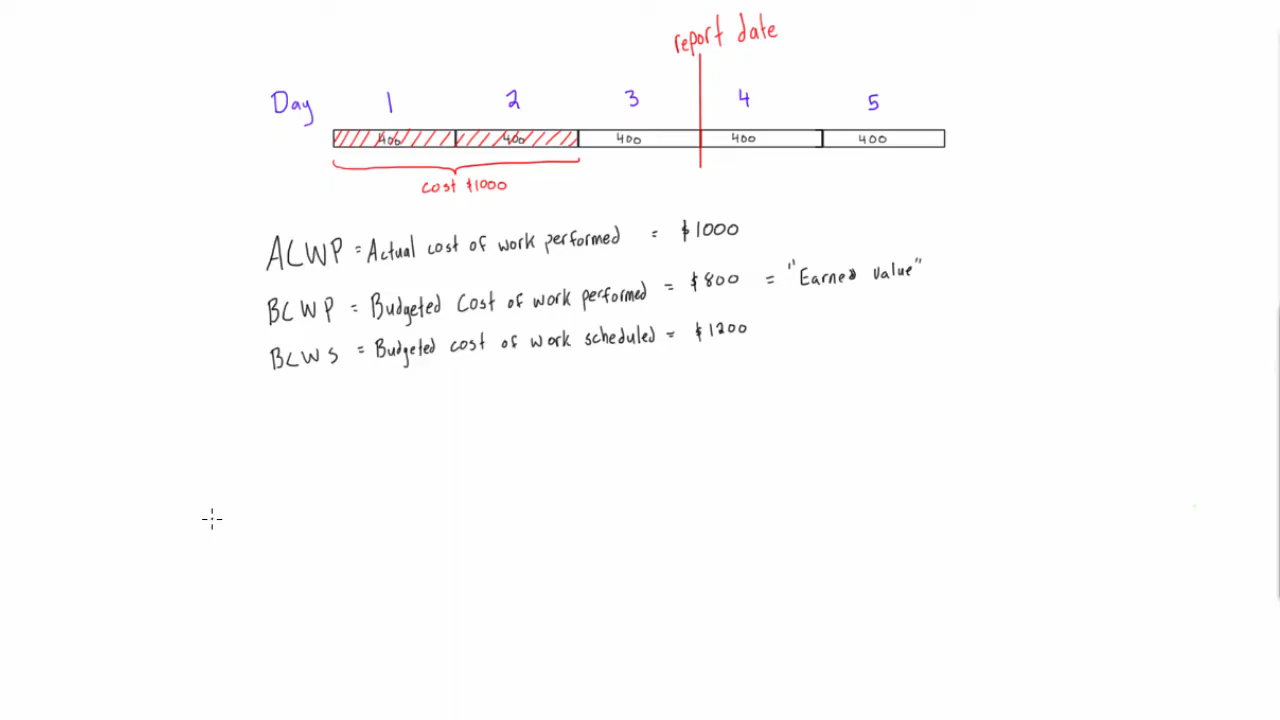 report date
Day 1 2 3 4 5
400 400 400 400 400
cost $1000
ACWP = Actual cost of work performed = $1000
BCWP = Budgeted Cost of work performed = $800 = "Earned value"
BCWS = Budgeted cost of work scheduled = $1200